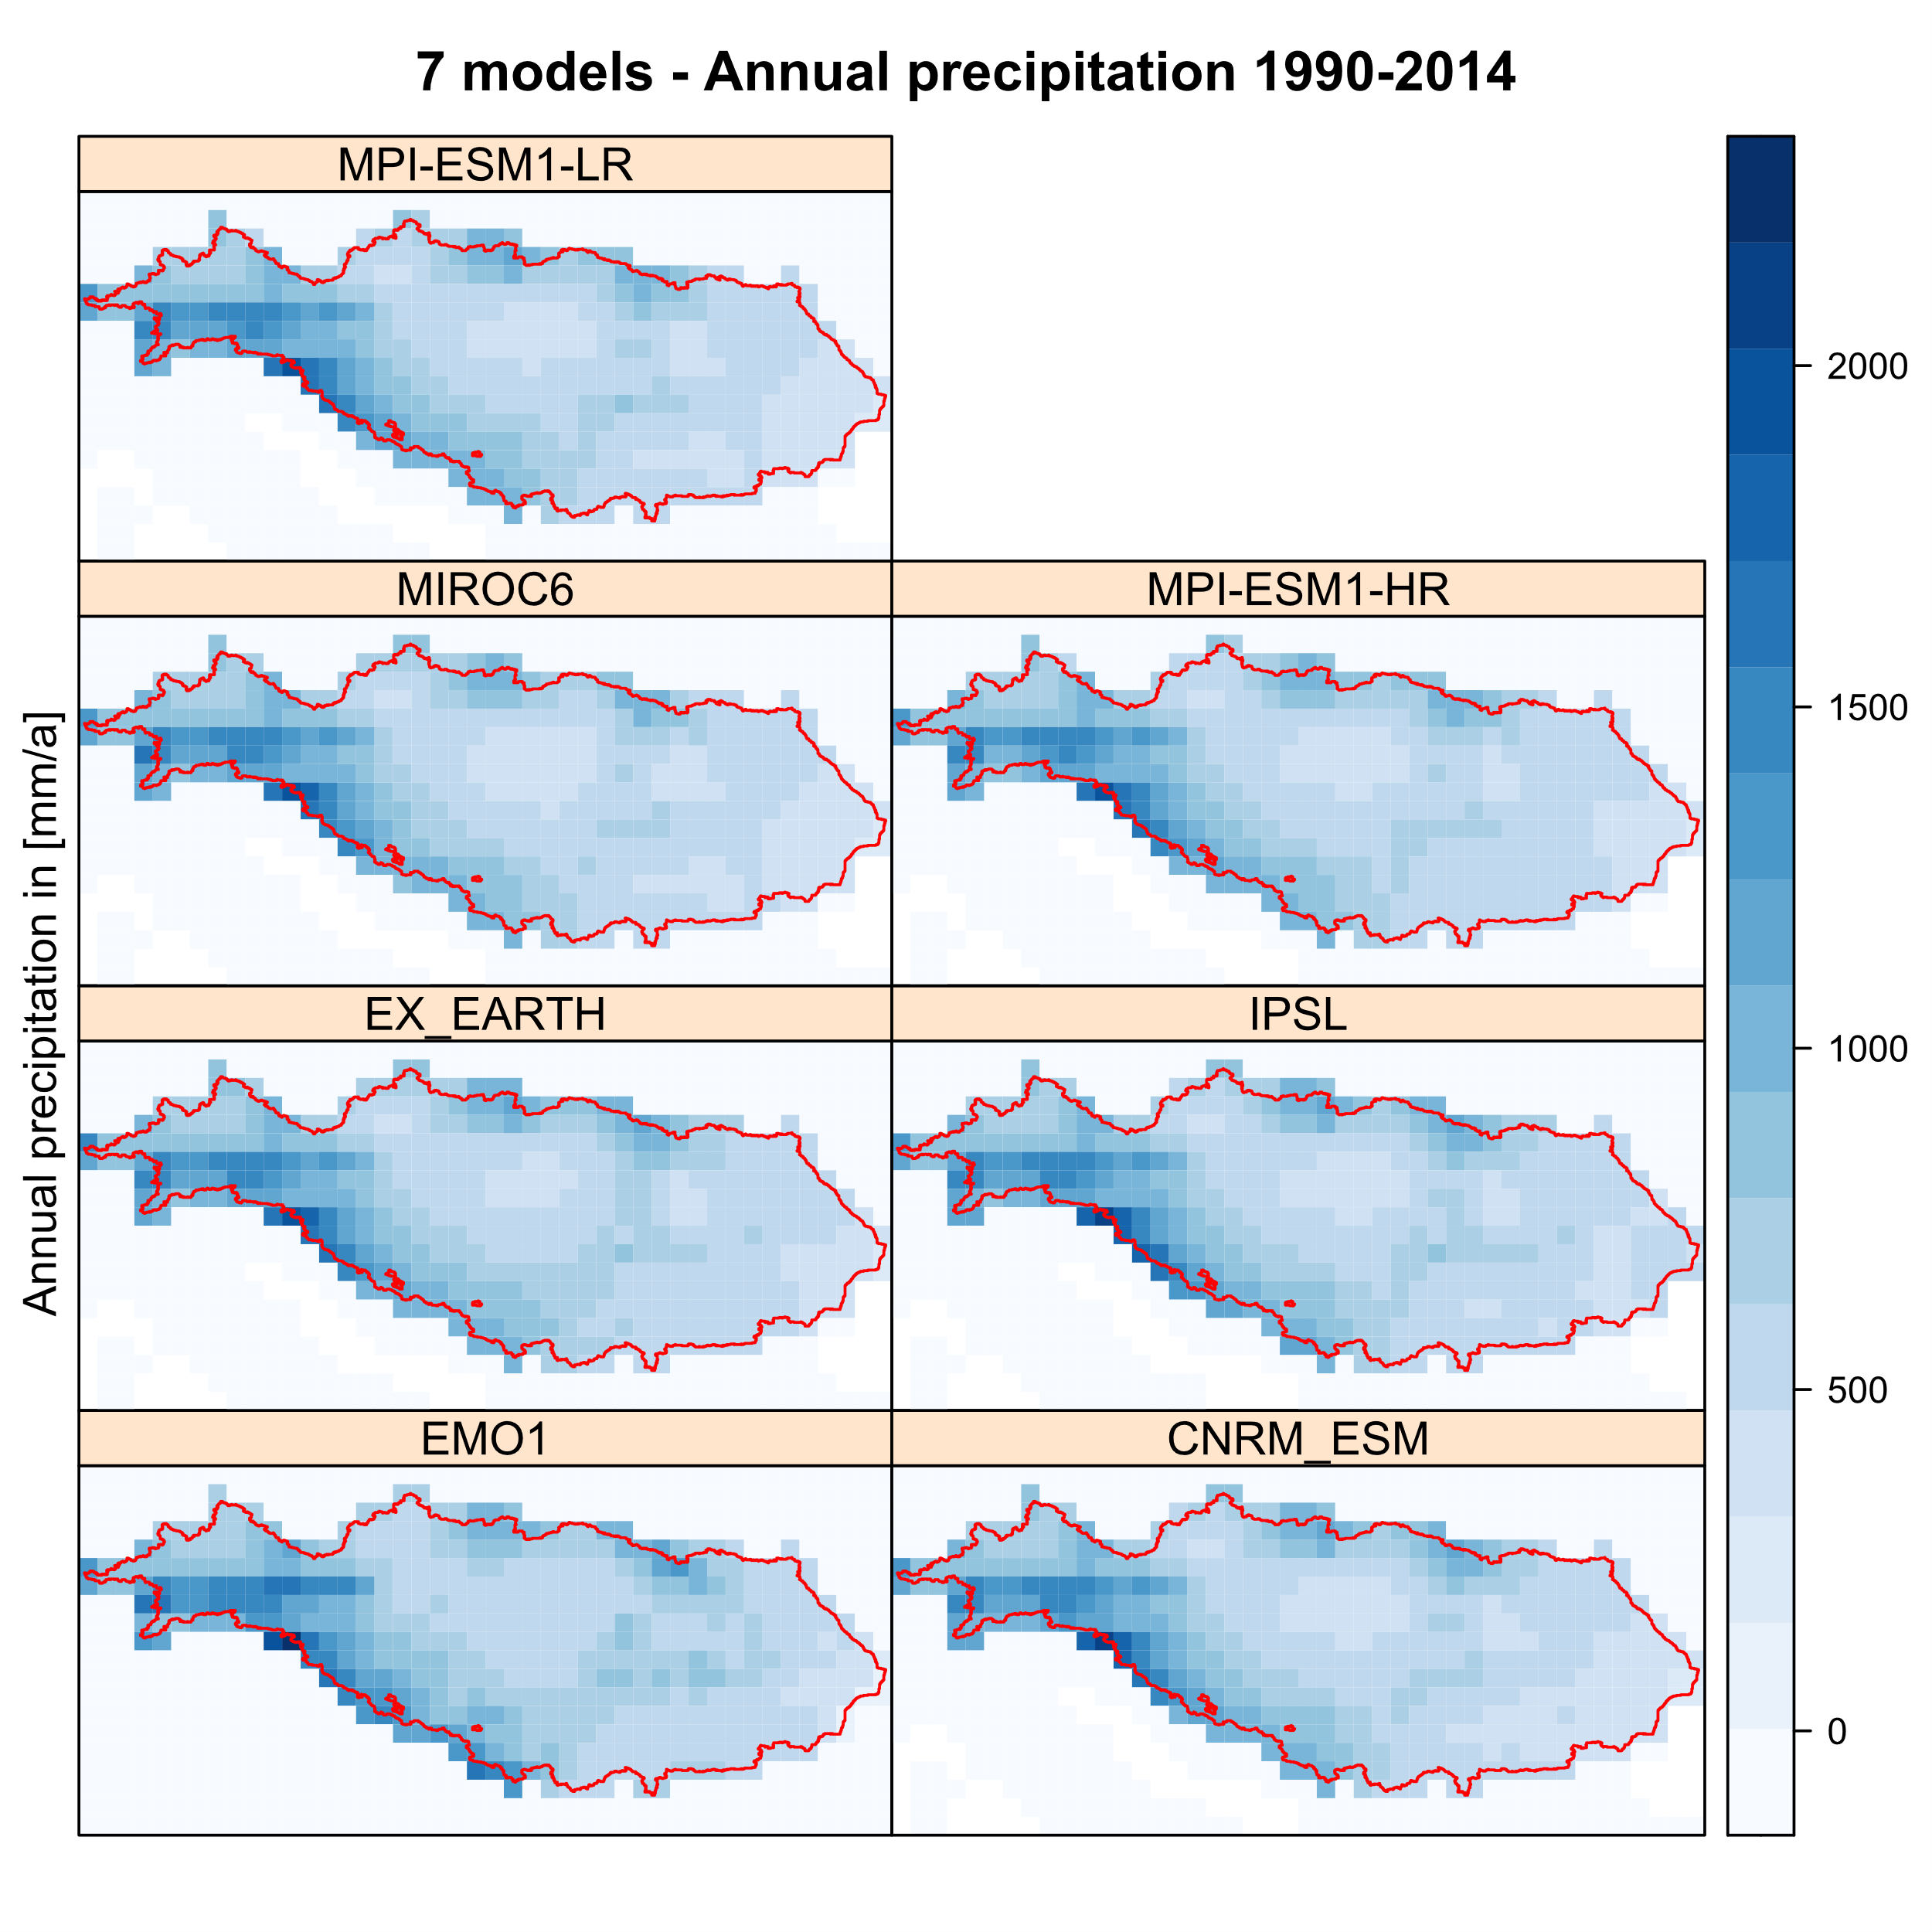 7 models - Annual precipitation 1990-2014
MPI-ESM1-LR
MIROC6
MPI-ESM1-HR
EX_EARTH
IPSL
EMO1
CNRM_ESM
Annual precipitation in [mm/a]
2000
1500
1000
500
0